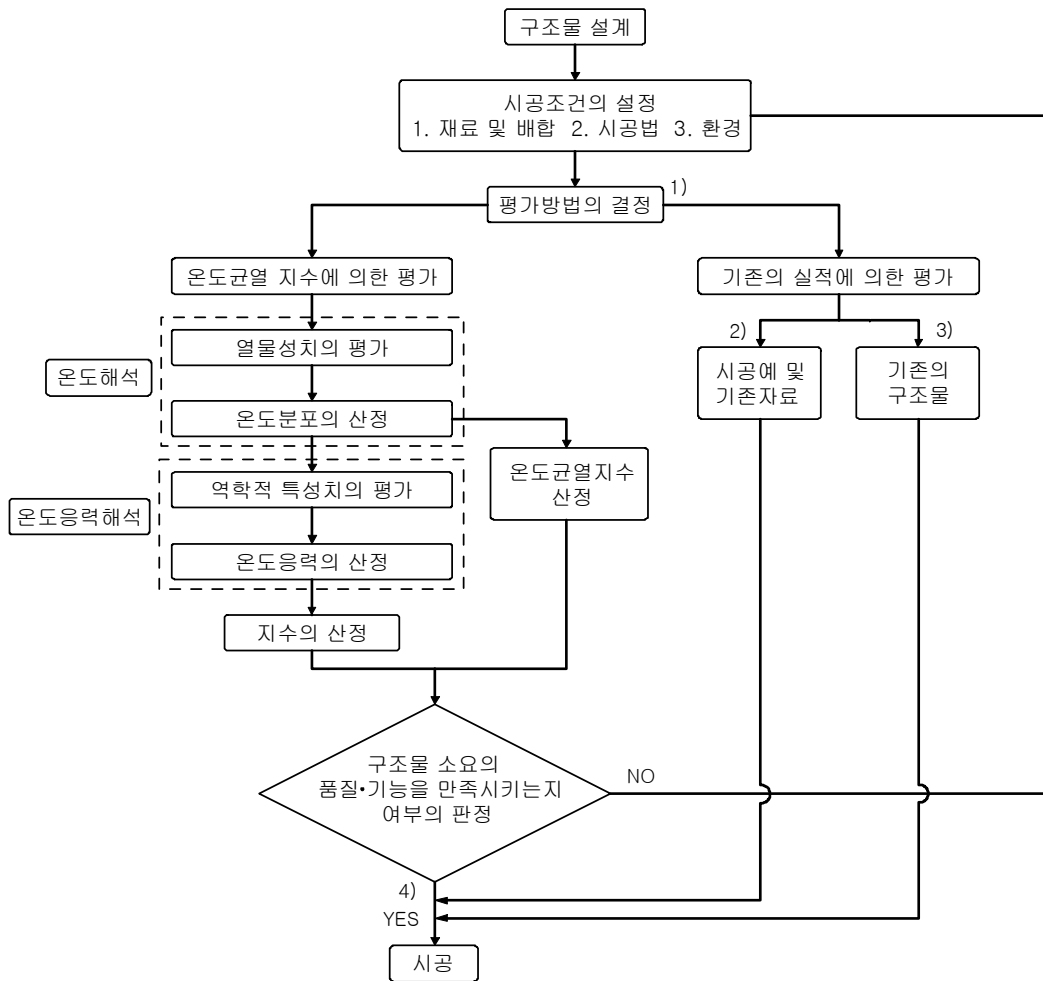 구조물 설계
시공조건의 설정
1. 재료 및 배합 2. 시공법 3. 환경
평가방법의 결정
1)
온도균열 지수에 의한 평가
기존의 실적에 의한 평가
온도해석
열물성치의 평가
온도분포의 산정
2)
시공예 및
기존자료
3)
기존의
구조물
온도응력해석
역학적 특성치의 평가
온도응력의 산정
온도균열지수
산정
지수의 산정
구조물 소요의
품질•기능을 만족시키는지
여부의 판정
NO
4)
YES
시공